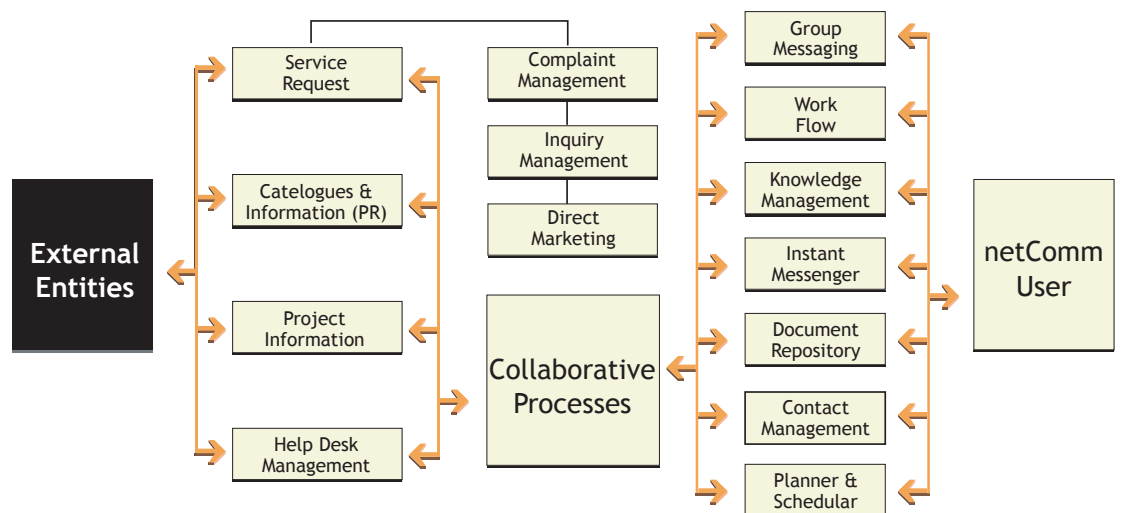 External
Entities
Service
Request
Catelogues &
Information (PR)
Project
Information
Help Desk
Management
Complaint
Management
Inquiry
Management
Direct
Marketing
Collaborative
Processes
Group
Messaging
Work
Flow
Knowledge
Management
Instant
Messenger
Document
Repository
Contact
Management
Planner &
Schedular
netComm
User